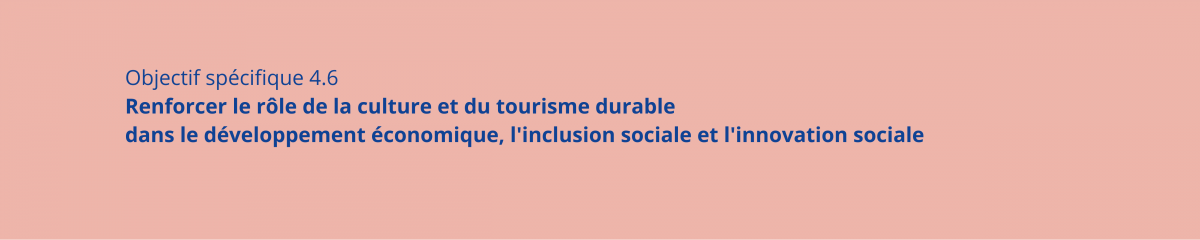 Objectif spécifique 4.6
Renforcer le rôle de la culture et du tourisme durable
dans le développement économique, l'inclusion sociale et l'innovation sociale